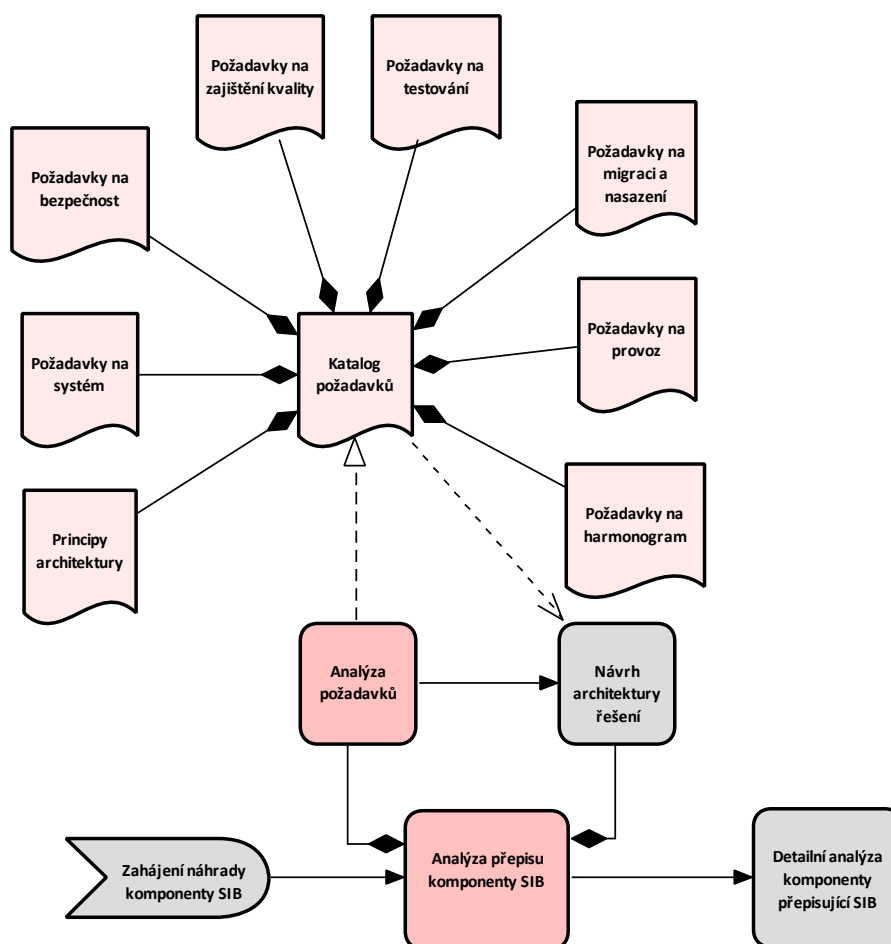 Požadavky na
zajištění kvality
Požadavky na
testování
Požadavky na
migraci a
nasazení
Požadavky na
bezpečnost
Požadavky na
systém
Katalog
požadavků
Požadavky na
provoz
Principy
architektury
Požadavky na
harmonogram
Analýza
požadavků
Návrh
architektury
řešení
Zahájení náhrady
komponenty SIB
Analýza přepisu
komponenty SIB
Detailní analýza
komponenty
přepisující SIB